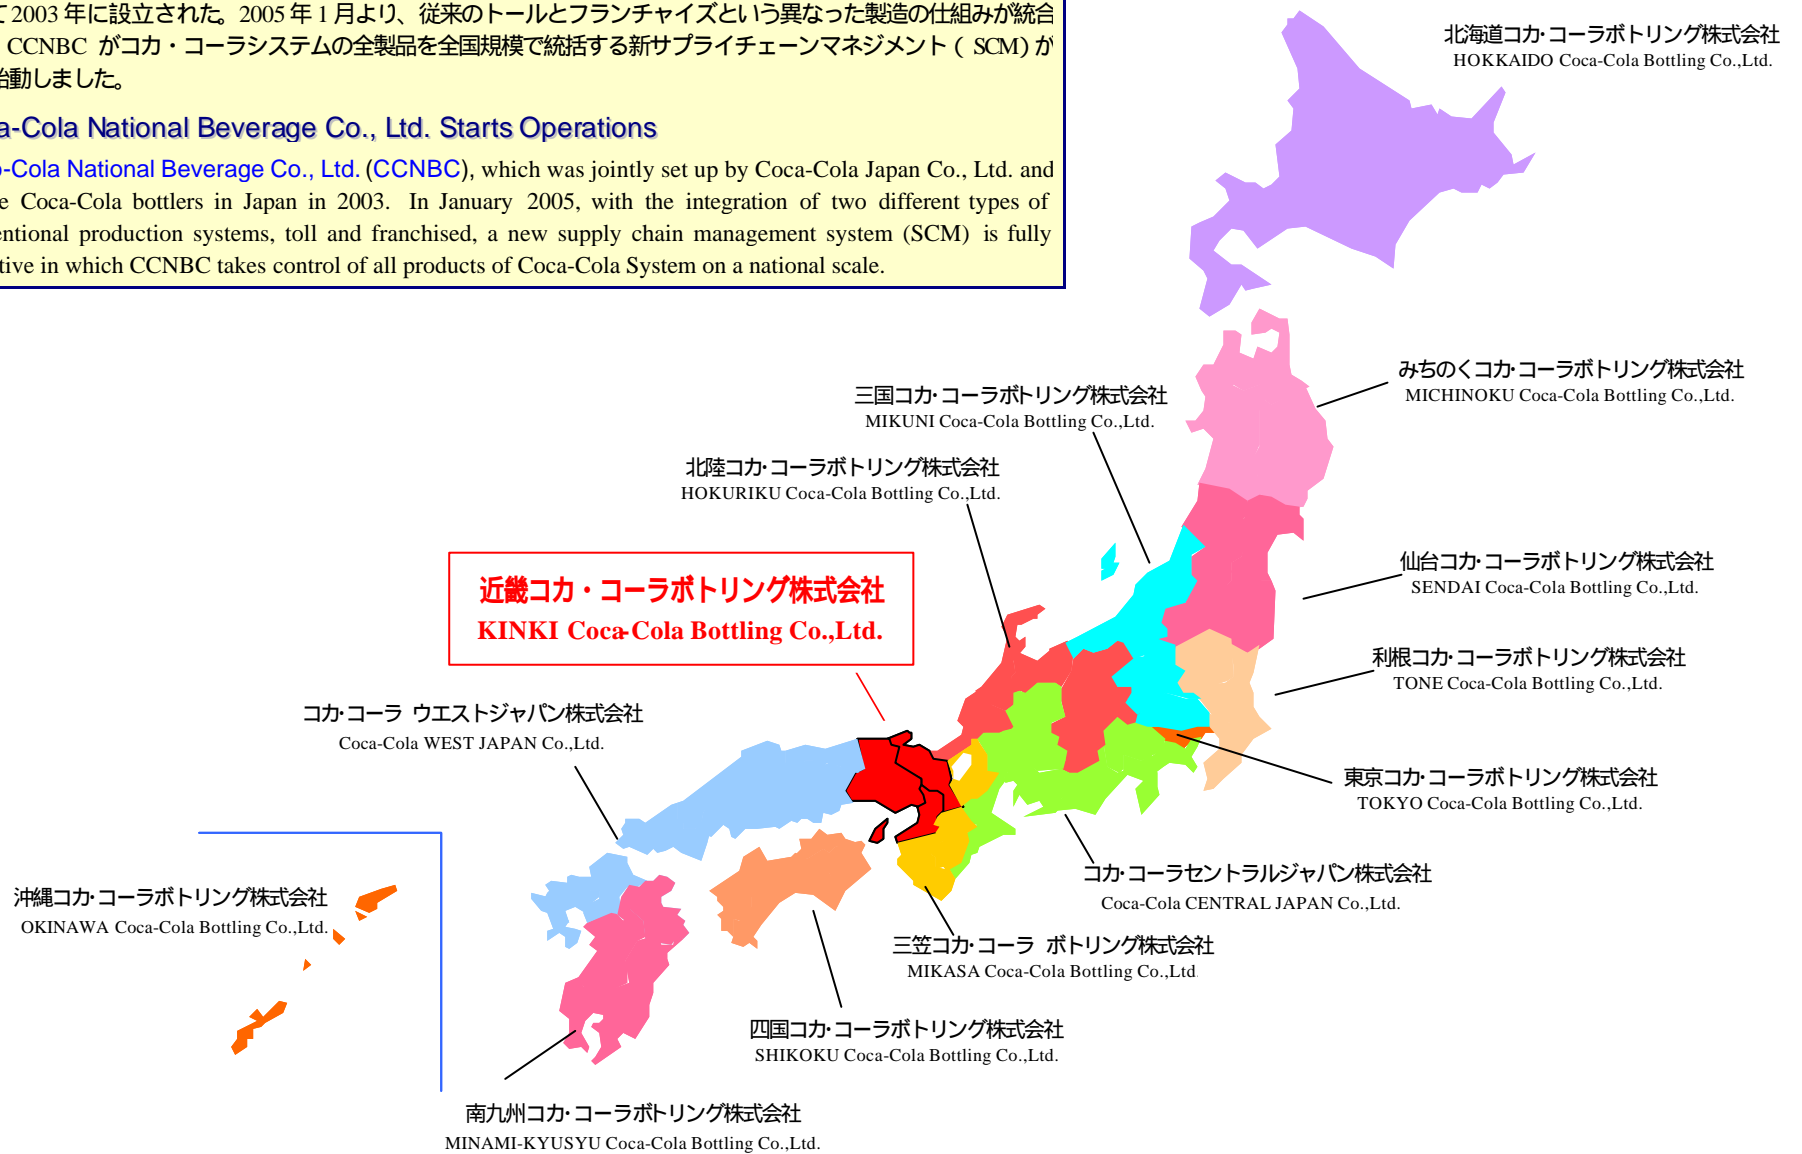 て2003 年に設立された。2005 年 1 月より、従来のトールとフランチャイズという異なった製造の仕組みが統合
CCNBC がコカ・コーラシステムの全製品を全国規模で統括する新サプライチェーンマネジメント ( SCM) が
始動しました。
a-Cola National Beverage Co., Ltd. Starts Operations
-Cola National Beverage Co., Ltd. (CCNBC), which was jointly set up by Coca-Cola Japan Co., Ltd. and
e Coca-Cola bottlers in Japan in 2003. In January 2005, with the integration of two different types of
entional production systems, toll and franchised, a new supply chain management system (SCM) is fully
tive in which CCNBC takes control of all products of Coca-Cola System on a national scale.
北海道コカ・コーラボトリング株式会社
HOKKAIDO Coca-Cola Bottling Co.,Ltd.
みちのくコカ・コーラボトリング株式会社
MICHINOKU Coca-Cola Bottling Co.,Ltd.
三国コカ・コーラボトリング株式会社
MIKUNI Coca-Cola Bottling Co.,Ltd.
北陸コカ・コーラボトリング株式会社
HOKURIKU Coca-Cola Bottling Co.,Ltd.
仙台コカ・コーラボトリング株式会社
SENDAI Coca-Cola Bottling Co.,Ltd.
近畿コカ・コーラボトリング株式会社
KINKI Coca-Cola Bottling Co.,Ltd.
利根コカ・コーラボトリング株式会社
TONE Coca-Cola Bottling Co.,Ltd.
コカ・コーラ ウエストジャパン株式会社
Coca-Cola WEST JAPAN Co.,Ltd.
東京コカ・コーラボトリング株式会社
TOKYO Coca-Cola Bottling Co.,Ltd.
コカ・コーラセントラルジャパン株式会社
Coca-Cola CENTRAL JAPAN Co.,Ltd.
沖縄コカ・コーラボトリング株式会社
OKINAWA Coca-Cola Bottling Co.,Ltd.
三笠コカ・コーラ ボトリング株式会社
MIKASA Coca-Cola Bottling Co.,Ltd
四国コカ・コーラボトリング株式会社
SHIKOKU Coca-Cola Bottling Co.,Ltd.
南九州コカ・コーラボトリング株式会社
MINAMI-KYUSYU Coca-Cola Bottling Co.,Ltd.